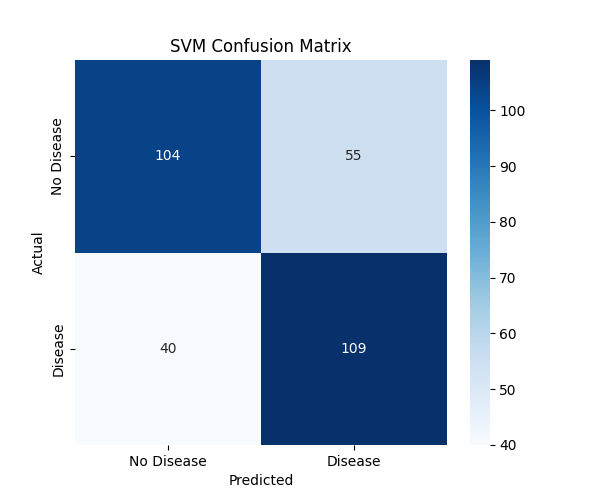 SVM Confusion Matrix
Actual
No Disease
104
55
Disease
40
109
No Disease
Disease
Predicted
100
90
80
70
60
50
40